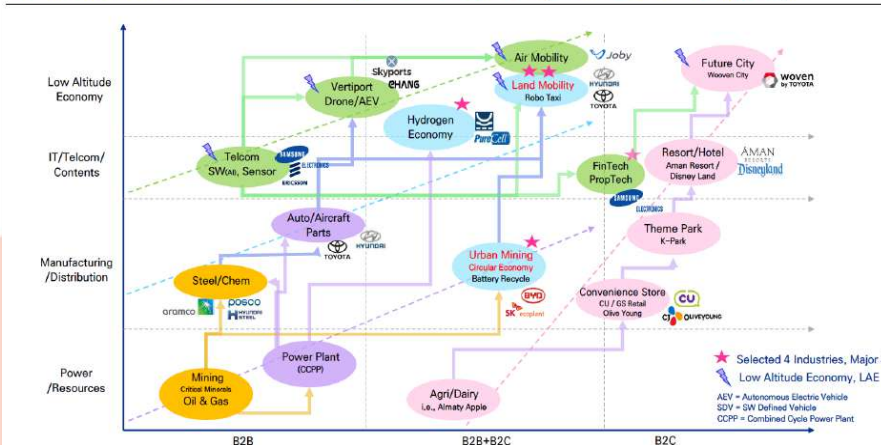 Low Altitude
Economy
IT/Telcom/
Contents
Manufacturing
/Distribution
Power
/Resources
Air Mobility
Joby
Land Mobility
Robo Taxi
HYUNDAI
TOYOTA
Future City
Wooven City
woven
by TOYOTA
Vertiport
Drone/AEV
Skyports
EHANG
Hydrogen
Economy
PureCell
Telcom
SW(AI), Sensor
SAMSUNG
ELECTRONICS
ERICSSON
FinTech
PropTech
SAMSUNG
ELECTRONICS
Resort/Hotel
Aman Resort /
Disney Land
AMAN
RESORTS
Disneyland
Auto/Aircraft
Parts
TOYOTA
HYUNDAI
Theme Park
K-Park
Urban Mining
Circular Economy
Battery Recycle
BYD
SK ecoplant
Steel/Chem
aramco
posco
HYUNDAI
STEEL
Convenience Store
CU / GS Retail
Olive Young
CU
CJ OLIVEYOUNG
Power Plant
(CCPP)
Mining
Critical Minerals
Oil & Gas
Agri/Dairy
i.e., Almaty Apple
Selected 4 Industries, Major
Low Altitude Economy, LAE
AEV = Autonomous Electric Vehicle
SDV = SW Defined Vehicle
CCPP = Combined Cycle Power Plant
B2B
B2B+B2C
B2C